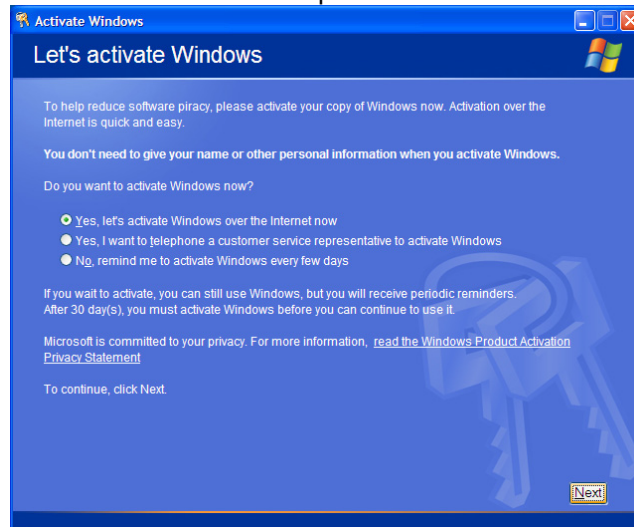 Activate Windows
Let's activate Windows
To help reduce software piracy, please activate your copy of Windows now. Activation over the
Internet is quick and easy.
You don't need to give your name or other personal information when you activate Windows.
Do you want to activate Windows now?
Yes, let's activate Windows over the Internet now
Yes, I want to telephone a customer service representative to activate Windows
No, remind me to activate Windows every few days
If you wait to activate, you can still use Windows, but you will receive periodic reminders.
After 30 day(s), you must activate Windows before you can continue to use it.
Microsoft is committed to your privacy. For more information, read the Windows Product Activation
Privacy Statement
To continue, click Next.
Next